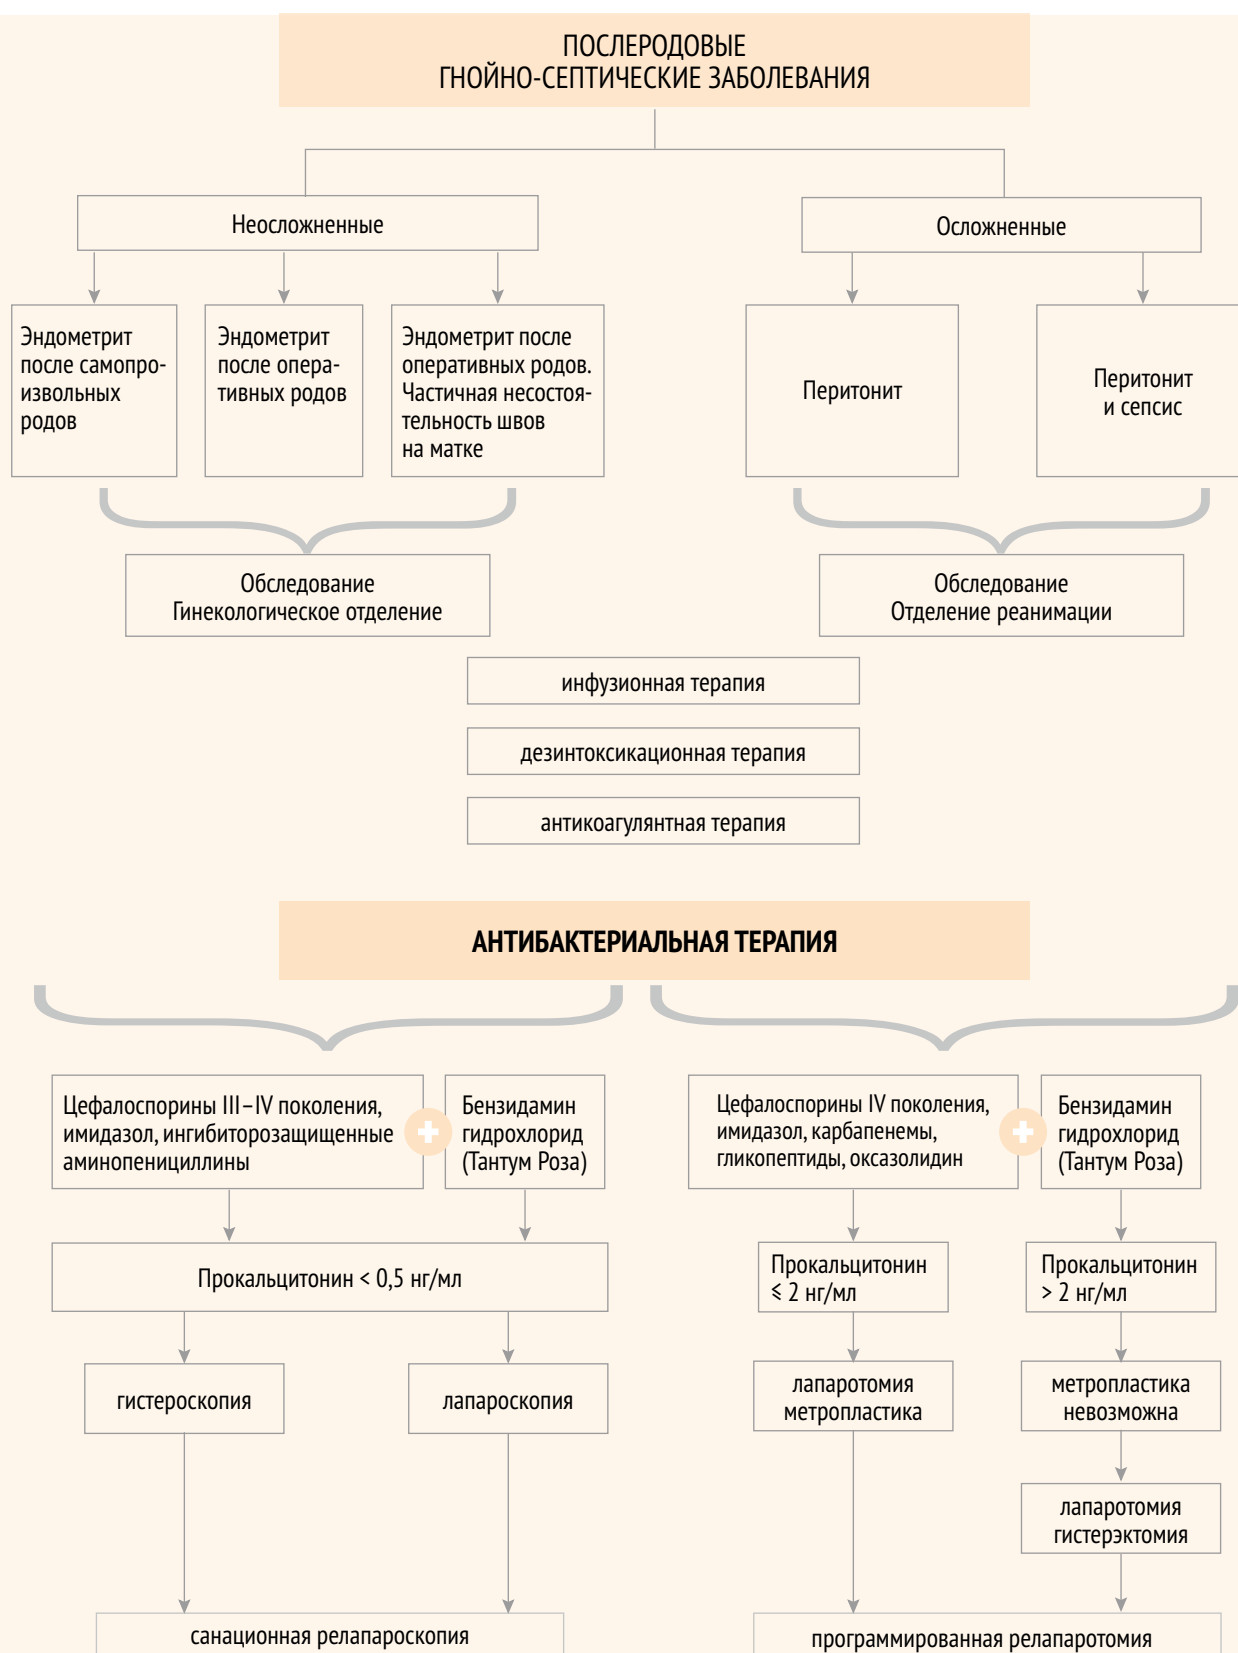 ПОСЛЕРОДОВЫЕ
ГНОЙНО-СЕПТИЧЕСКИЕ ЗАБОЛЕВАНИЯ
Неосложненные
Осложненные
Эндометрит
после самопро-
извольных
родов
Эндометрит
после опера-
тивных родов
Эндометрит после
оперативных родов.
Частичная несостоя-
тельность швов
на матке
Перитонит
Перитонит
и сепсис
Обследование
Гинекологическое отделение
Обследование
Отделение реанимации
инфузионная терапия
дезинтоксикационная терапия
антикоагулянтная терапия
АНТИБАКТЕРИАЛЬНАЯ ТЕРАПИЯ
Цефалоспорины III–IV поколения,
имидазол, ингибиторозащищенные
аминопенициллины
+
Бензидамин
гидрохлорид
(Тантум Роза)
Цефалоспорины IV поколения,
имидазол, карбапенемы,
гликопептиды, оксазолидин
+
Бензидамин
гидрохлорид
(Тантум Роза)
Прокальцитонин < 0,5 нг/мл
Прокальцитонин
⩽ 2 нг/мл
Прокальцитонин
> 2 нг/мл
гистероскопия
лапароскопия
лапаротомия
метропластика
метропластика
невозможна
лапаротомия
гистерэктомия
санационная релапароскопия
программированная релапаротомия